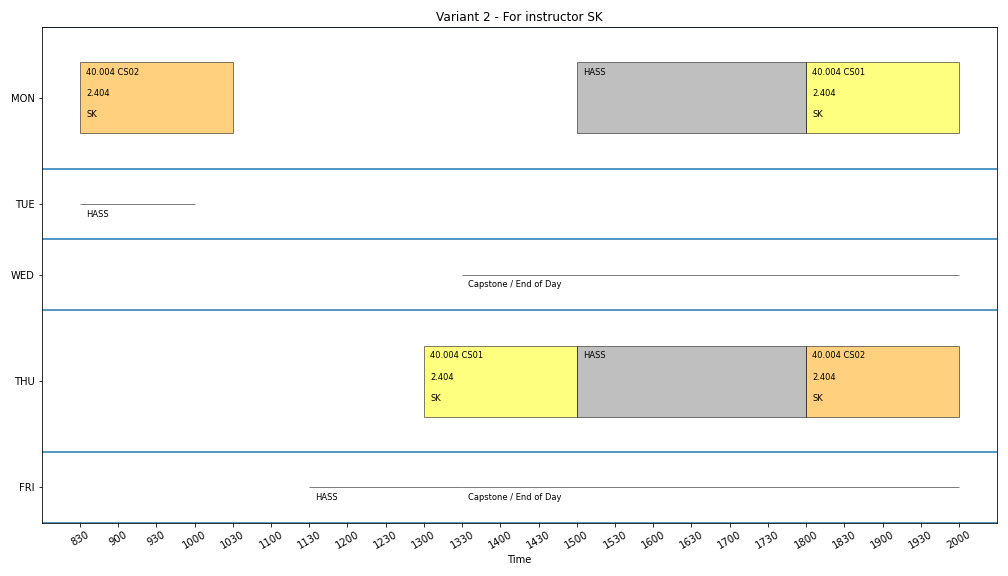 Variant 2 - For instructor SK
MON
40.004 CS02
2.404
SK
HASS
40.004 CS01
2.404
SK
TUE
HASS
WED
Capstone / End of Day
THU
40.004 CS01
2.404
SK
HASS
40.004 CS02
2.404
SK
FRI
HASS
Capstone / End of Day
830 900 930 1000 1030 1100 1130 1200 1230 1300 1330 1400 1430 1500 1530 1600 1630 1700 1730 1800 1830 1900 1930 2000
Time